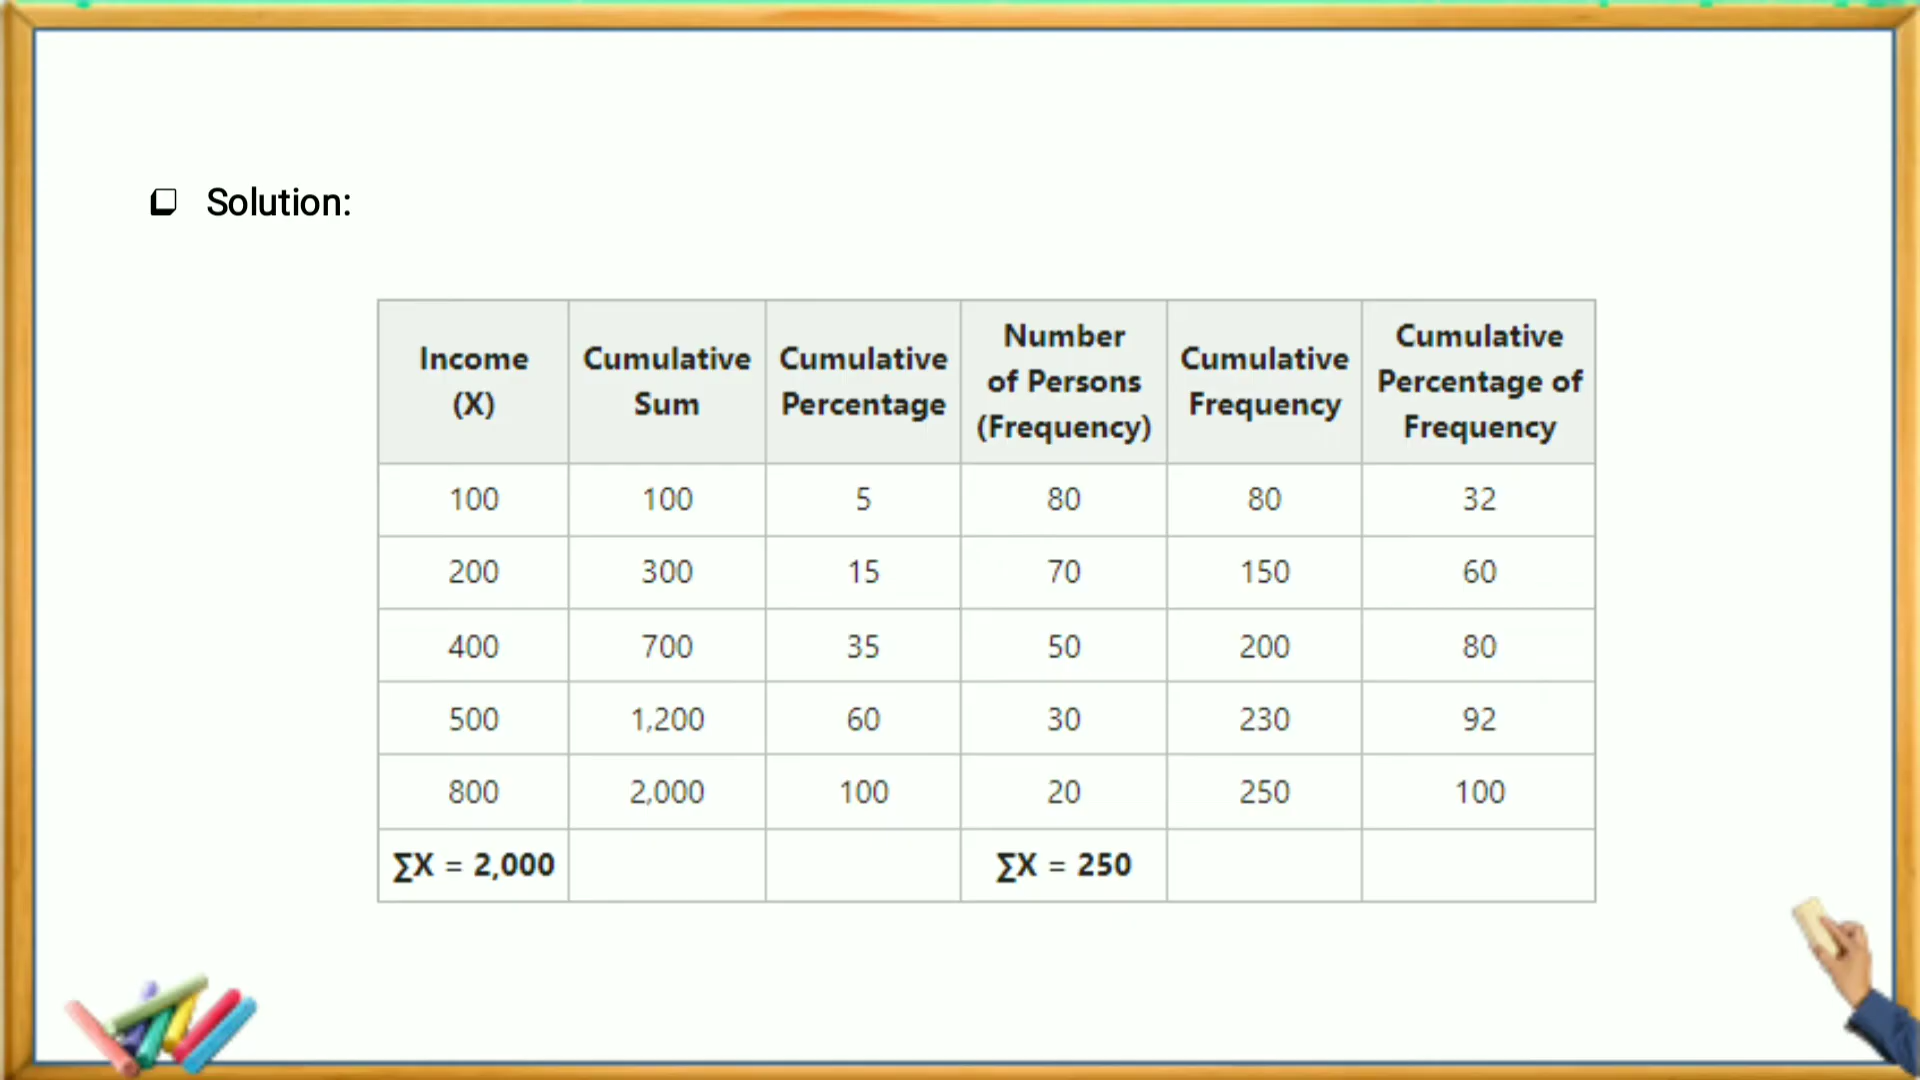 ❑ Solution:
Income (X) | Cumulative Sum | Cumulative Percentage | Number of Persons (Frequency) | Cumulative Frequency | Cumulative Percentage of Frequency
100 | 100 | 5 | 80 | 80 | 32
200 | 300 | 15 | 70 | 150 | 60
400 | 700 | 35 | 50 | 200 | 80
500 | 1,200 | 60 | 30 | 230 | 92
800 | 2,000 | 100 | 20 | 250 | 100
∑X = 2,000 | | | ∑X = 250 | |